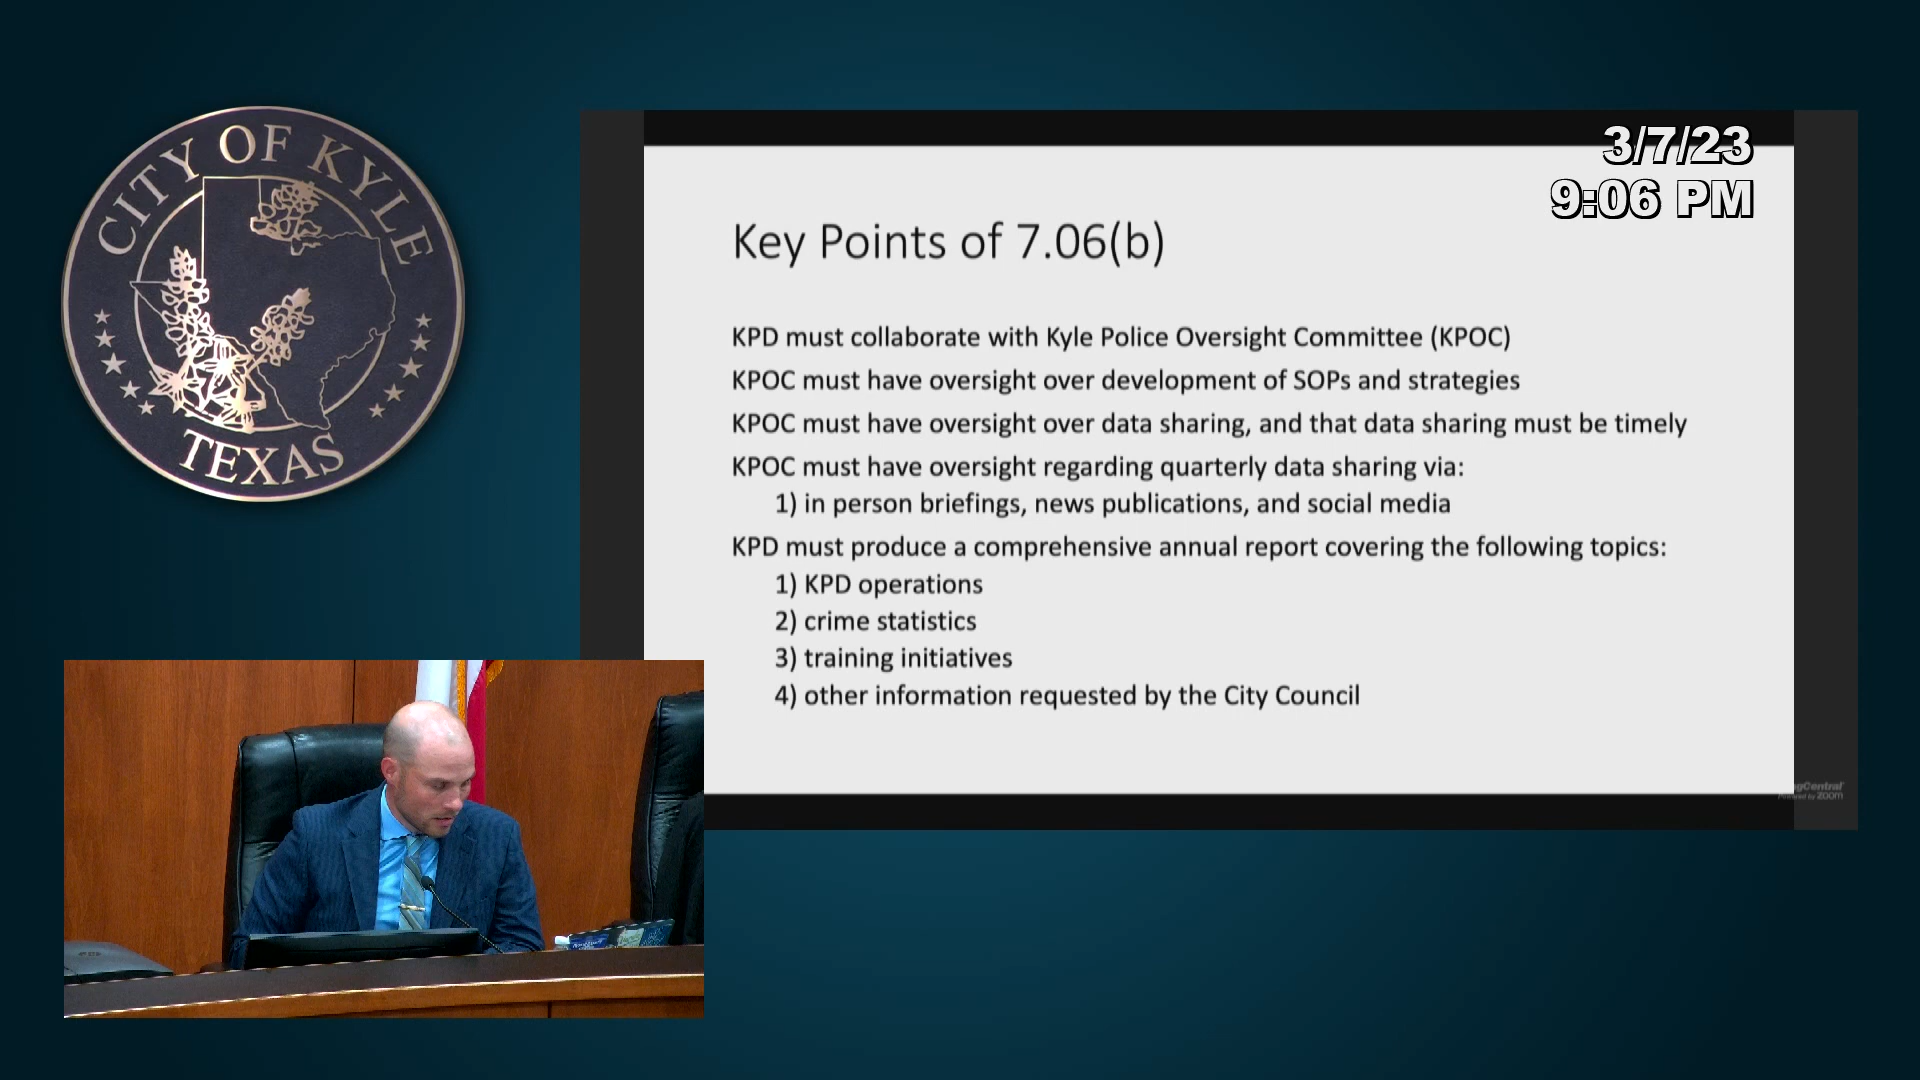 CITY OF KYLE
TEXAS
3/7/23
9:06 PM
Key Points of 7.06(b)
KPD must collaborate with Kyle Police Oversight Committee (KPOC)
KPOC must have oversight over development of SOPs and strategies
KPOC must have oversight over data sharing, and that data sharing must be timely
KPOC must have oversight regarding quarterly data sharing via:
1) in person briefings, news publications, and social media
KPD must produce a comprehensive annual report covering the following topics:
1) KPD operations
2) crime statistics
3) training initiatives
4) other information requested by the City Council
gCentral
Powered by zoom